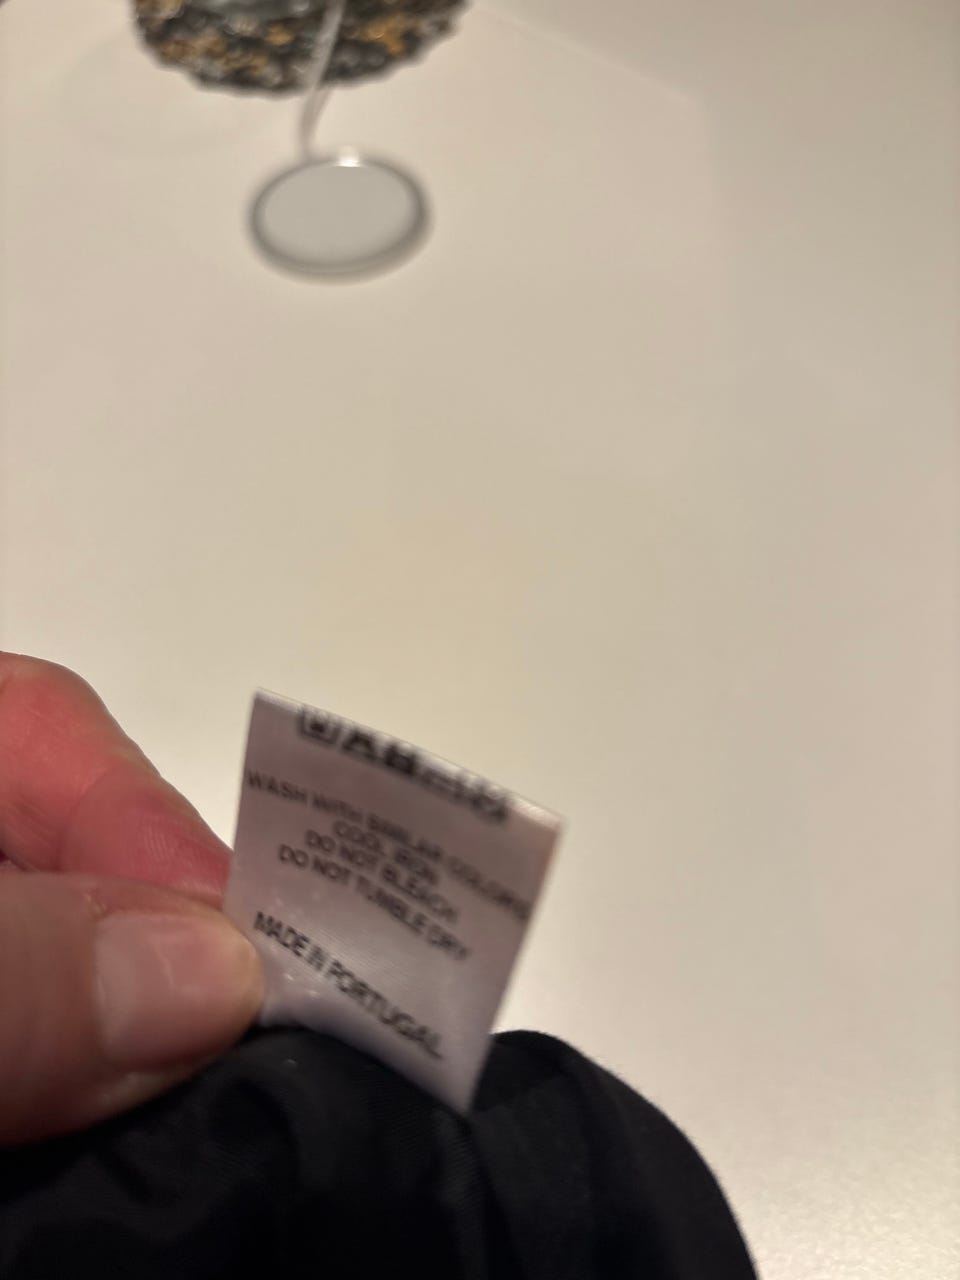 WASH WITH SIMILAR COLORS
COOL IRON
DO NOT BLEACH
DO NOT TUMBLE DRY
MADE IN PORTUGAL